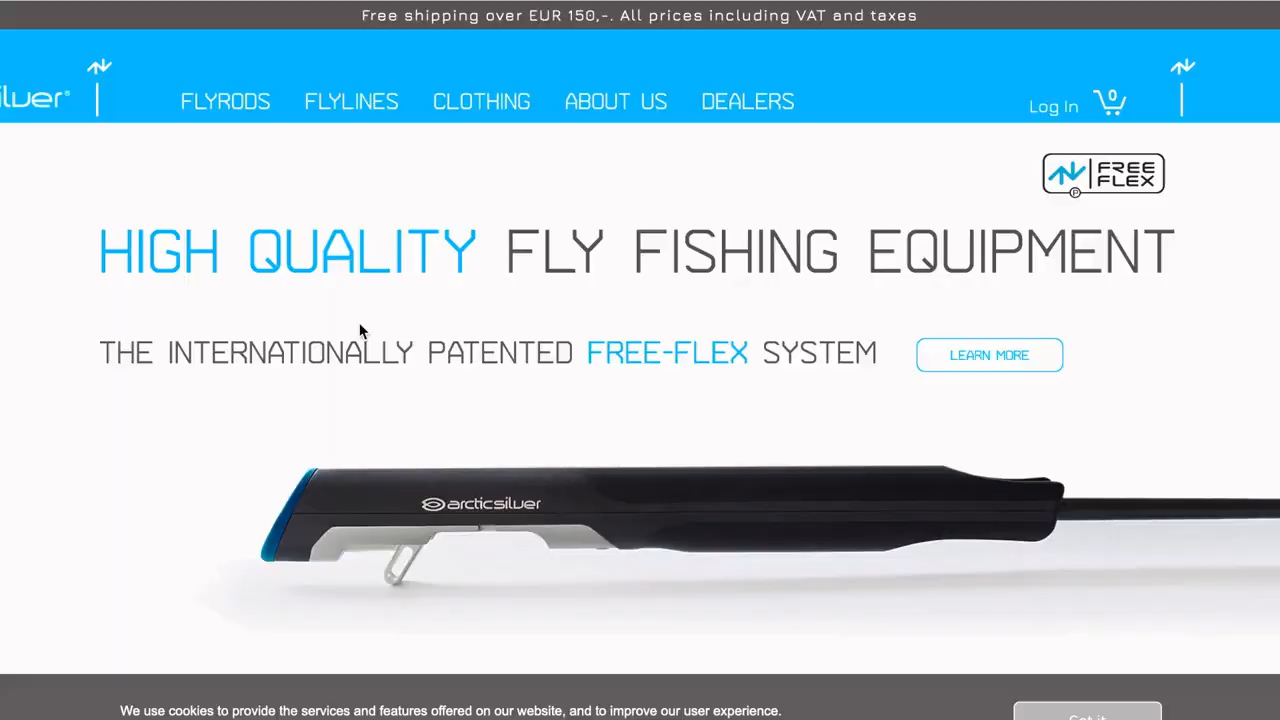 Free shipping over EUR 150,-. All prices including VAT and taxes
FLYRODS FLYLINES CLOTHING ABOUT US DEALERS Log In 0
FREE
FLEX
P
HIGH QUALITY FLY FISHING EQUIPMENT
THE INTERNATIONALLY PATENTED FREE-FLEX SYSTEM LEARN MORE
arcticsilver
We use cookies to provide the services and features offered on our website, and to improve our user experience.
Got it